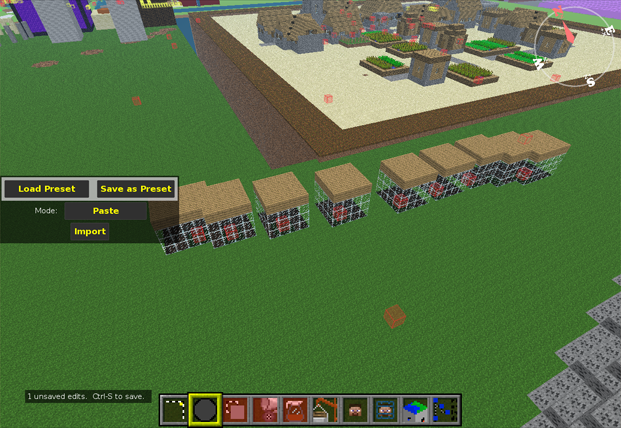 Load Preset Save as Preset
Mode: Paste
Import
1 unsaved edits. Ctrl-S to save.
E
S